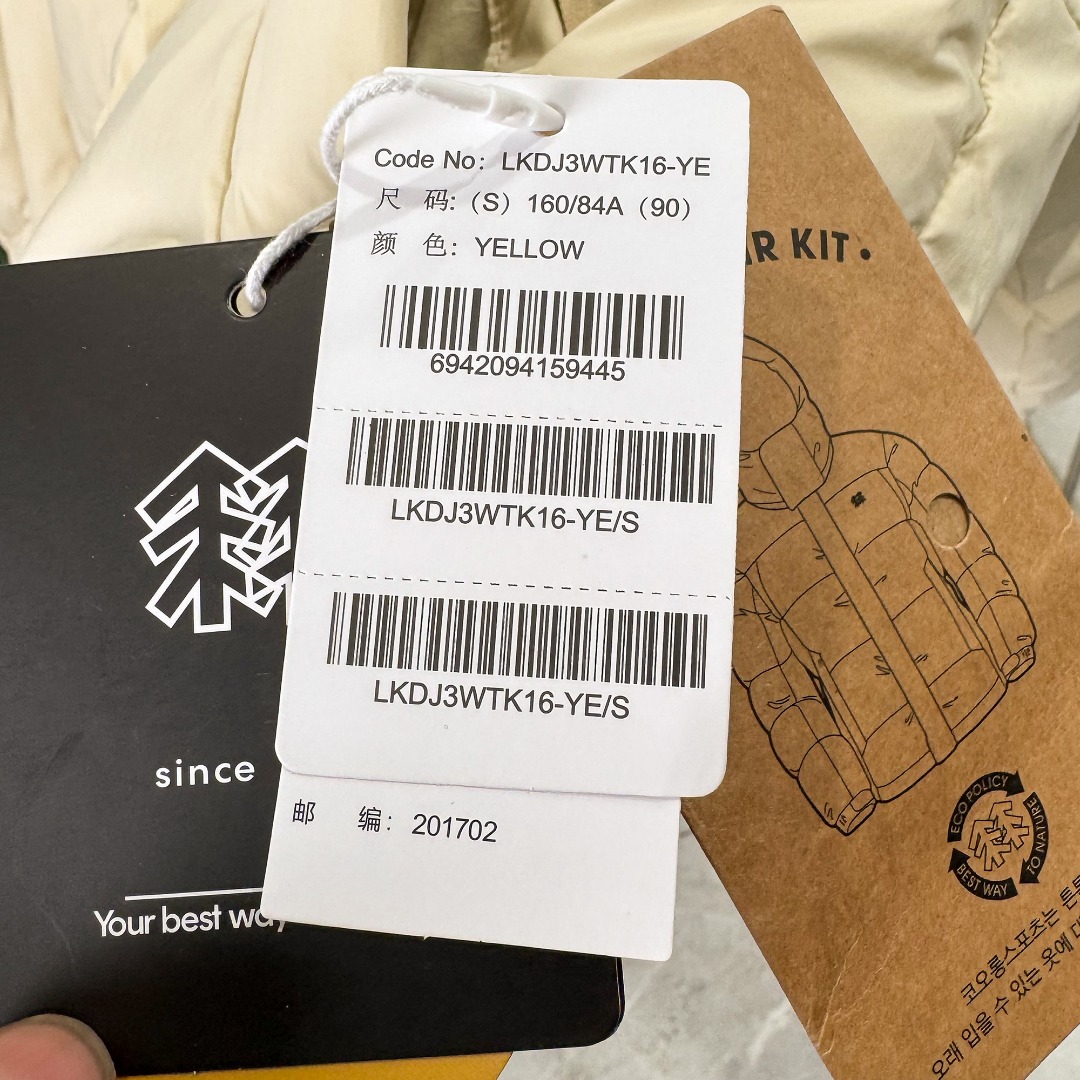 Code No: LKDJ3WTK16-YE
尺 码:（S）160/84A（90）
颜 色: YELLOW
6942094159445
LKDJ3WTK16-YE/S
LKDJ3WTK16-YE/S
邮 编: 201702
since
Your best way
KIT •
ECO POLICY
TO NATURE
BEST WAY
코오롱스포츠는
오래 입을 수 있는 옷에